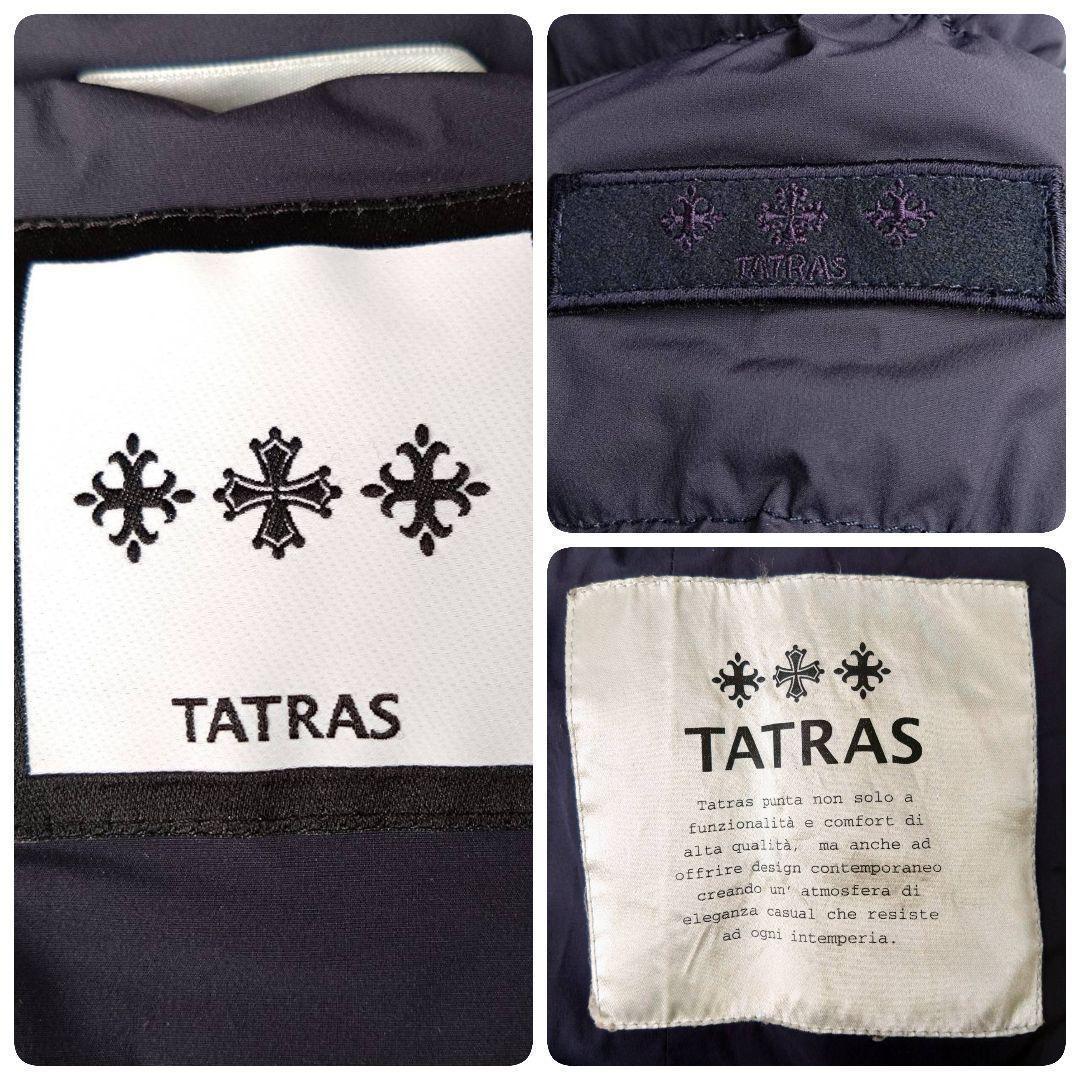 TATRAS
TATRAS
TATRAS
Tatras punta non solo a
funzionalità e comfort di
alta qualità, ma anche ad
offrire design contemporaneo
creando un' atmosfera di
eleganza casual che resiste
ad ogni intemperia.